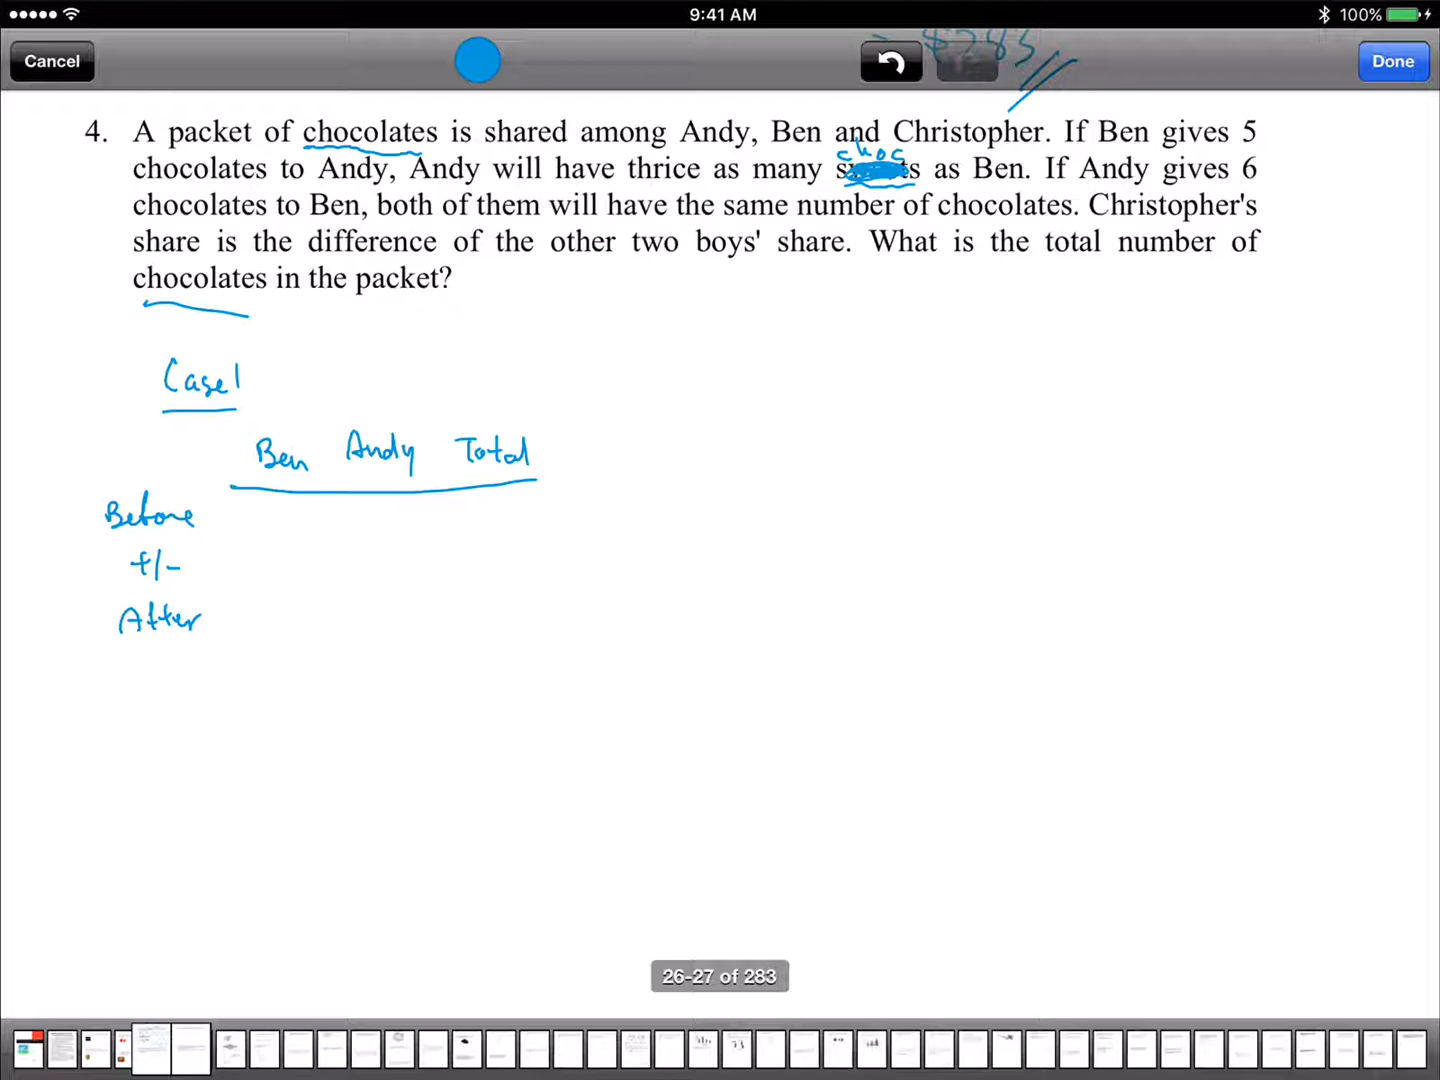 9:41 AM
100%
Cancel
= $285
Done
4. A packet of chocolates is shared among Andy, Ben and Christopher. If Ben gives 5
choc
chocolates to Andy, Andy will have thrice as many as Ben. If Andy gives 6
chocolates to Ben, both of them will have the same number of chocolates. Christopher's
share is the difference of the other two boys' share. What is the total number of
chocolates in the packet?
Case 1
Ben Andy Total
Before
+/-
After
26-27 of 283